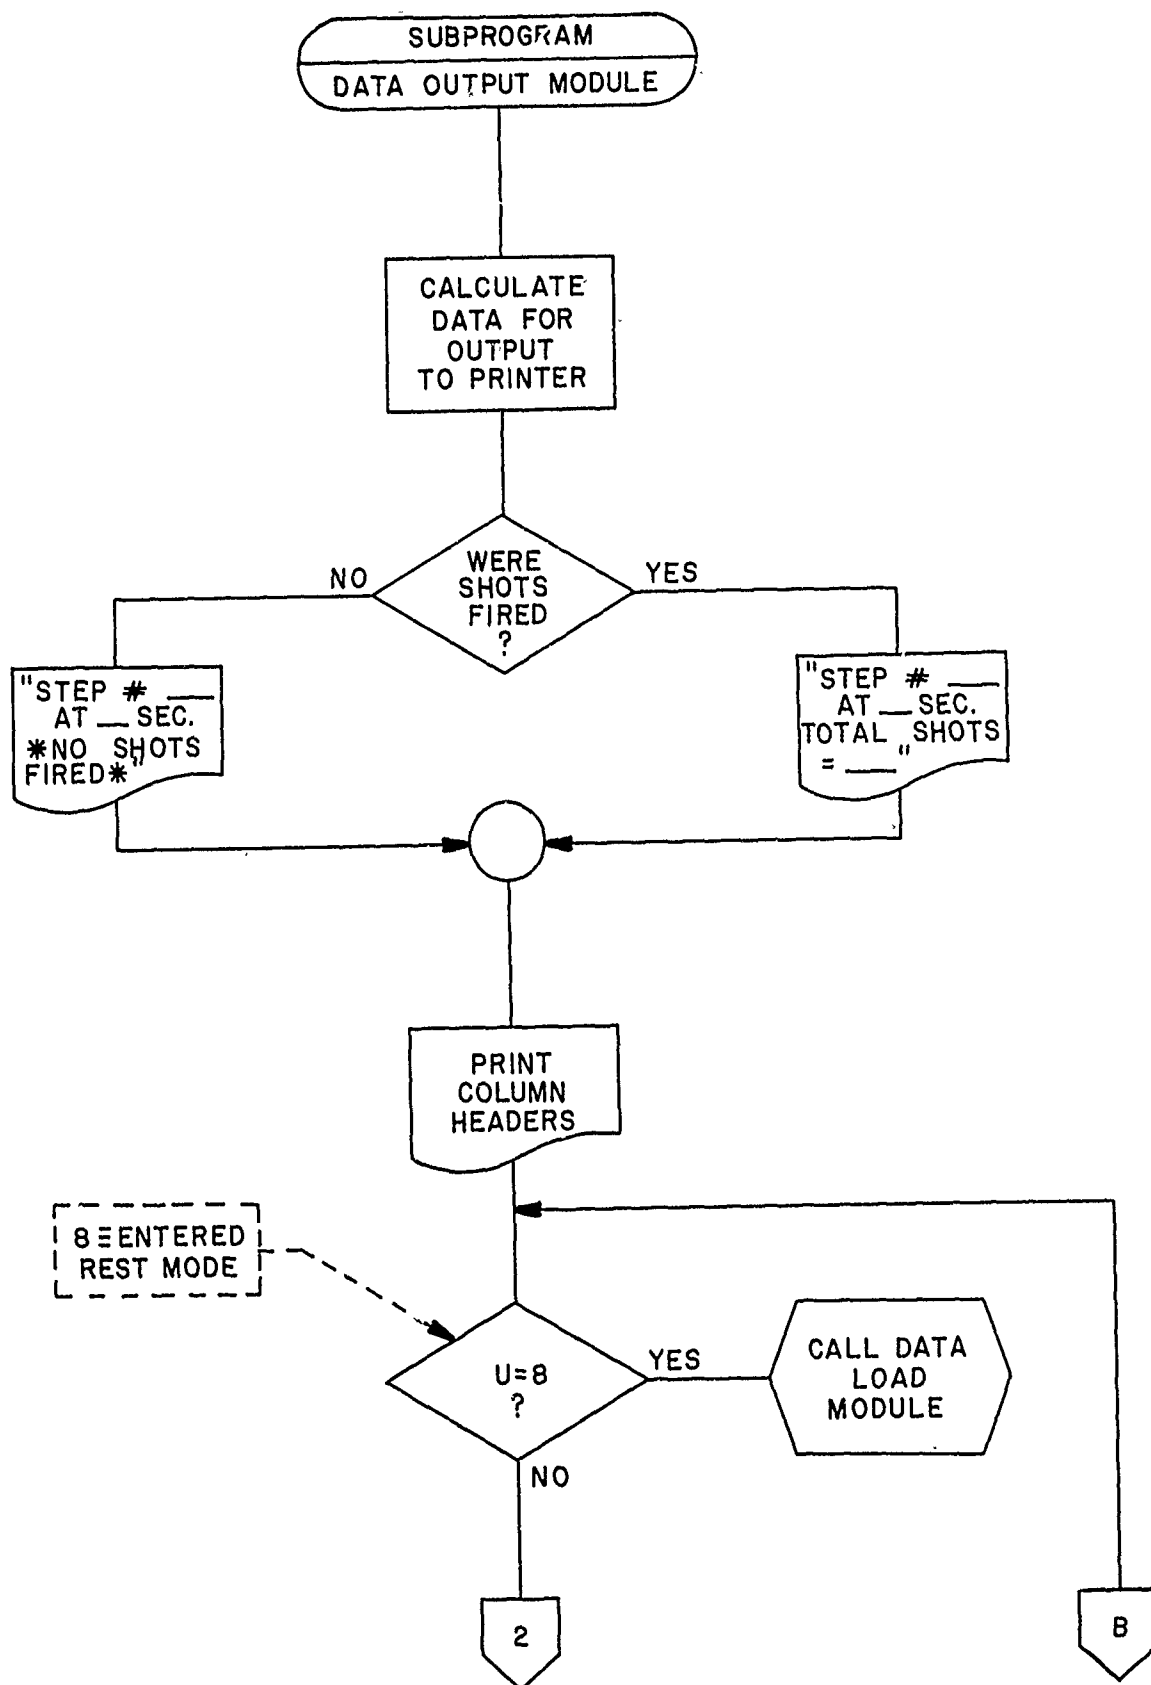 SUBPROGRAM
DATA OUTPUT MODULE
CALCULATE
DATA FOR
OUTPUT
TO PRINTER
WERE
SHOTS
FIRED
?
NO
YES
"STEP # ___
AT __ SEC.
*NO SHOTS
FIRED*"
"STEP # ___
AT __ SEC.
TOTAL SHOTS
= ___"
PRINT
COLUMN
HEADERS
8≡ENTERED
REST MODE
U=8
?
YES
CALL DATA
LOAD
MODULE
NO
2
B